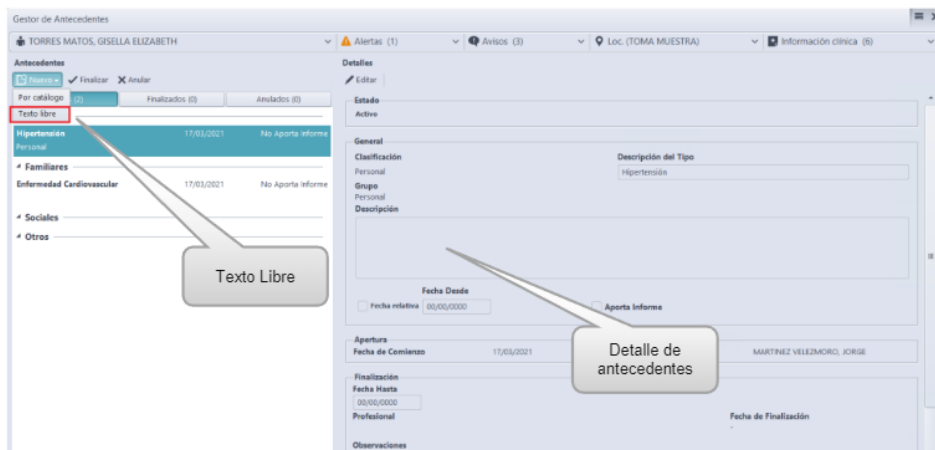 Gestor de Antecedentes
TORRES MATOS, GISELLA ELIZABETH
Alertas (1)
Avisos (3)
Loc. (TOMA MUESTRA)
Información clínica (6)
Antecedentes
Nuevo
Finalizar
Anular
Por catálogo
(2)
Finalizados (0)
Anulados (0)
Texto libre
Hipertensión 17/03/2021 No Aporta Informe
Personal
Familiares
Enfermedad Cardiovascular 17/03/2021 No Aporta Informe
Sociales
Otros
Texto Libre
Detalles
Editar
Estado
Activo
General
Clasificación
Descripción del Tipo
Personal
Hipertensión
Grupo
Personal
Descripción
Fecha Desde
Fecha relativa 00/00/0000
Aporta Informe
Detalle de
antecedentes
Apertura
Fecha de Comienzo 17/03/2021 MARTINEZ VELEZMORO, JORGE
Finalización
Fecha Hasta
00/00/0000
Profesional
Fecha de Finalización
-
Observaciones